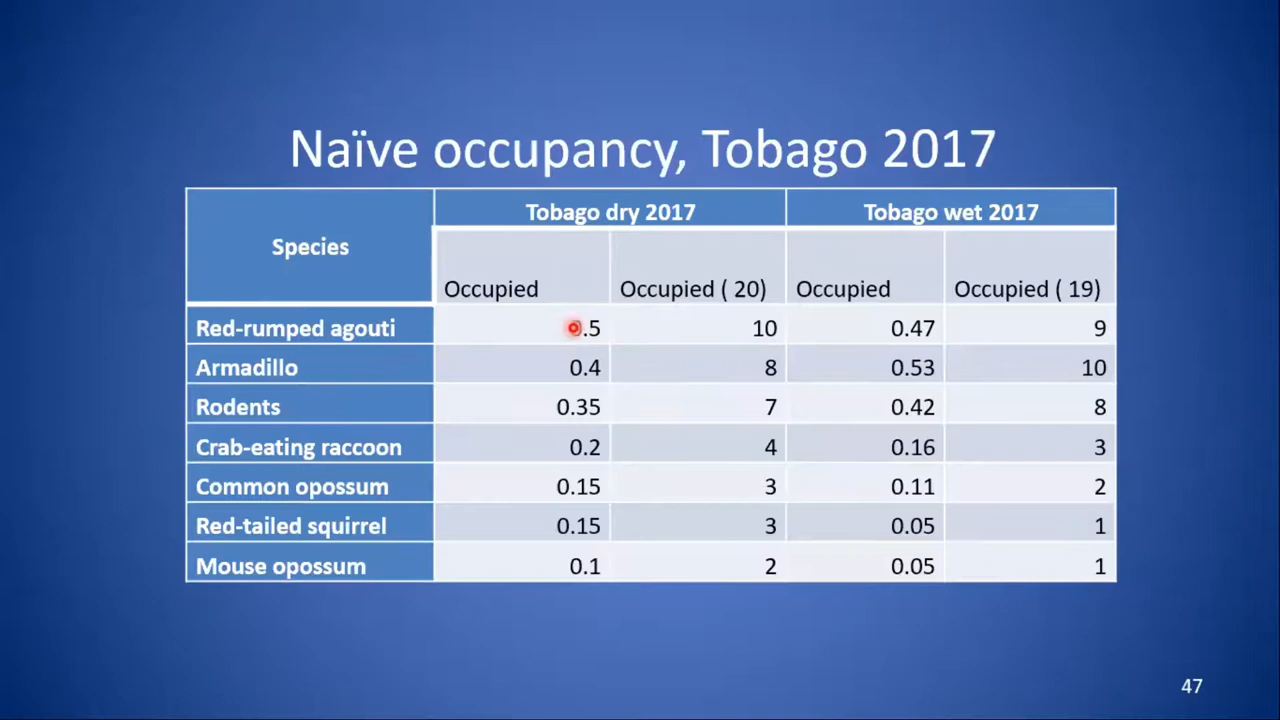 Naïve occupancy, Tobago 2017
Species Tobago dry 2017 Tobago wet 2017
Occupied Occupied ( 20) Occupied Occupied ( 19)
Red-rumped agouti 0.5 10 0.47 9
Armadillo 0.4 8 0.53 10
Rodents 0.35 7 0.42 8
Crab-eating raccoon 0.2 4 0.16 3
Common opossum 0.15 3 0.11 2
Red-tailed squirrel 0.15 3 0.05 1
Mouse opossum 0.1 2 0.05 1
47